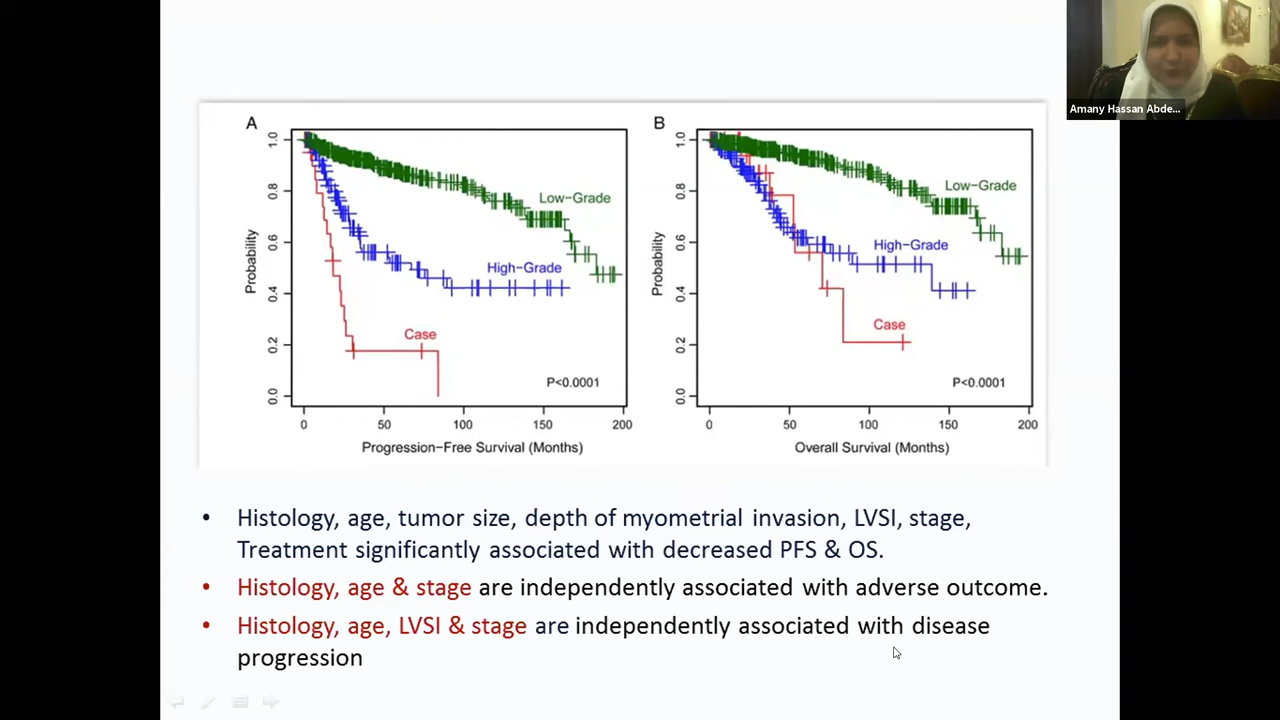 Amany Hassan Abde...
A
B
1.0
0.8
0.6
0.4
0.2
0.0
Probability
Low-Grade
High-Grade
Case
P<0.0001
0 50 100 150 200
Progression-Free Survival (Months)
1.0
0.8
0.6
0.4
0.2
0.0
Probability
Low-Grade
High-Grade
Case
P<0.0001
0 50 100 150 200
Overall Survival (Months)
• Histology, age, tumor size, depth of myometrial invasion, LVSI, stage,
Treatment significantly associated with decreased PFS & OS.
• Histology, age & stage are independently associated with adverse outcome.
• Histology, age, LVSI & stage are independently associated with disease
progression